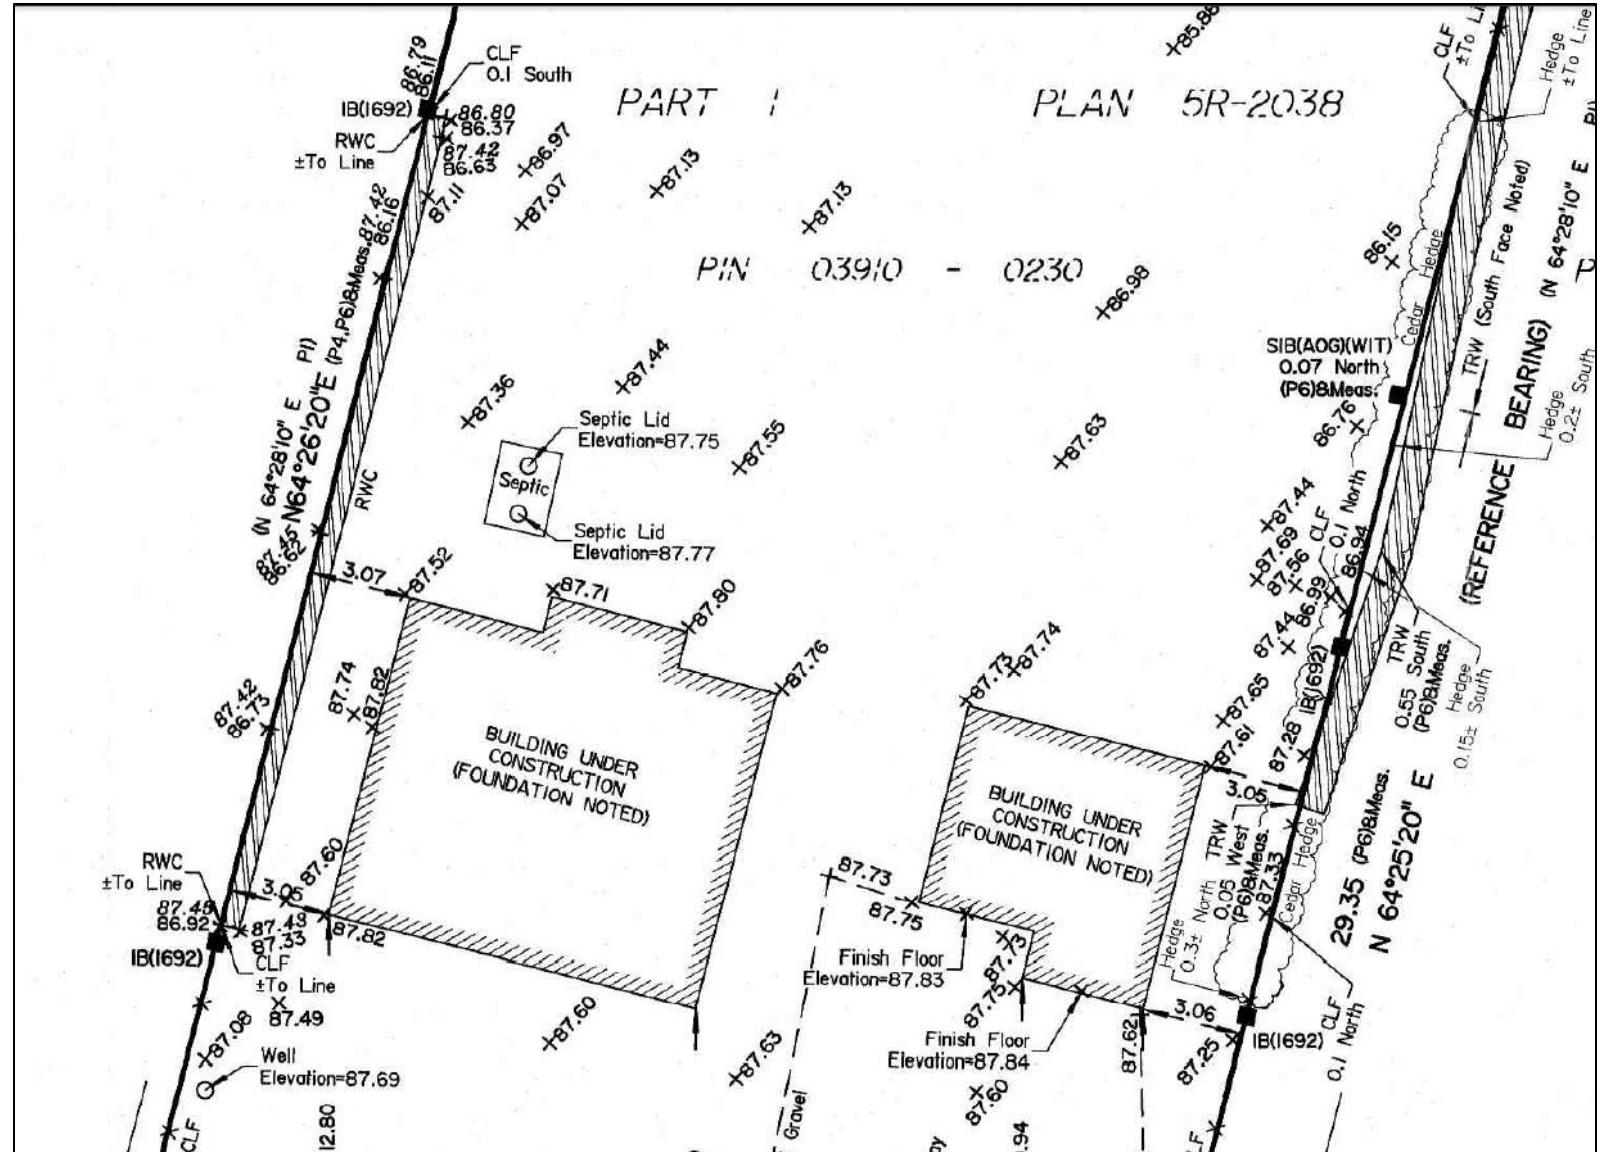 86.79
86.11
CLF
0.1 South
IB(1692)
86.80
86.37
RWC
±To Line
87.42
86.63
87.11
86.97
87.07
87.13
87.13
85.86
PART 1 PLAN 5R-2038
PIN 03910 - 0230
CLF
Hedge
±To Line
86.15
86.98
Cedar Hedge
TRW (South Face Noted)
(N 64°28'10" E
87.42
86.16
(N 64°28'10" E P1)
N64°26'20"E (P4,P6)&Meas.
RWC
87.45
86.62
SIB(AOG)(WIT)
0.07 North
(P6)&Meas.
86.76
(REFERENCE BEARING)
Hedge
0.2± South
87.36
87.44
87.55
87.63
Septic Lid
Elevation=87.75
Septic
Septic Lid
Elevation=87.77
87.44
87.69
87.56
CLF
0.1 North
86.94
86.99
87.44
IB(1692)
3.07
87.52
87.71
87.80
87.76
87.73
87.74
87.65
87.61
87.28
TRW
0.55 South
(P6)&Meas.
Hedge
0.15± South
87.42
86.73
87.74
87.82
BUILDING UNDER
CONSTRUCTION
(FOUNDATION NOTED)
BUILDING UNDER
CONSTRUCTION
(FOUNDATION NOTED)
3.05
TRW
0.05 West
(P6)&Meas.
87.33
Cedar Hedge
29.35 (P6)&Meas.
N 64°25'20" E
Hedge
0.3± North
RWC
±To Line
87.45
86.92
87.60
87.43
87.33
87.82
IB(1692)
CLF
±To Line
87.49
87.08
Well
Elevation=87.69
CLF
12.80
87.60
87.63
87.73
87.75
Finish Floor
Elevation=87.83
87.73
87.75
Finish Floor
Elevation=87.84
87.62
3.06
87.25
IB(1692)
CLF
0.1 North
87.60
Gravel